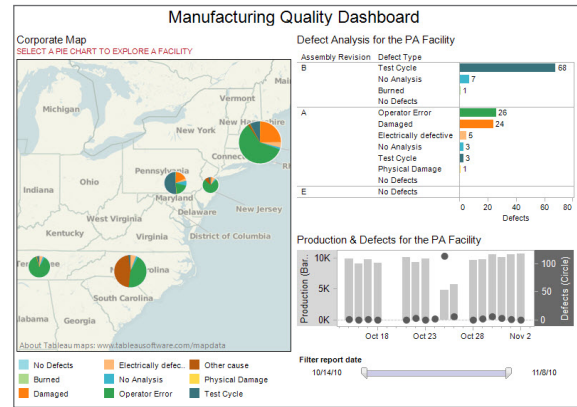 Manufacturing Quality Dashboard
Corporate Map
SELECT A PIE CHART TO EXPLORE A FACILITY
Vermont
Michigan
New York
New Hampshire
Connec
Pennsylvania
Ohio
Indiana
Maryland
New Jersey
Delaware
West Virginia
District of Columbia
Kentucky
Virginia
South Carolina
Georgia
About Tableau maps: www.tableausoftware.com/mapdata
No Defects
Electrically defec..
Other cause
Burned
No Analysis
Physical Damage
Damaged
Operator Error
Test Cycle
Defect Analysis for the PA Facility
Assembly Revision Defect Type
B Test Cycle 68
No Analysis 7
Burned 1
No Defects
A Operator Error 26
Damaged 24
Electrically defective 6
No Analysis 3
Test Cycle 3
Physical Damage 1
No Defects
E No Defects
0 20 40 60 80
Defects
Production & Defects for the PA Facility
Production (Bar..
10K
5K
0K
100
50
0
Defects (Circle)
Oct 18 Oct 23 Oct 28 Nov 2
Filter report date
10/14/10 11/8/10